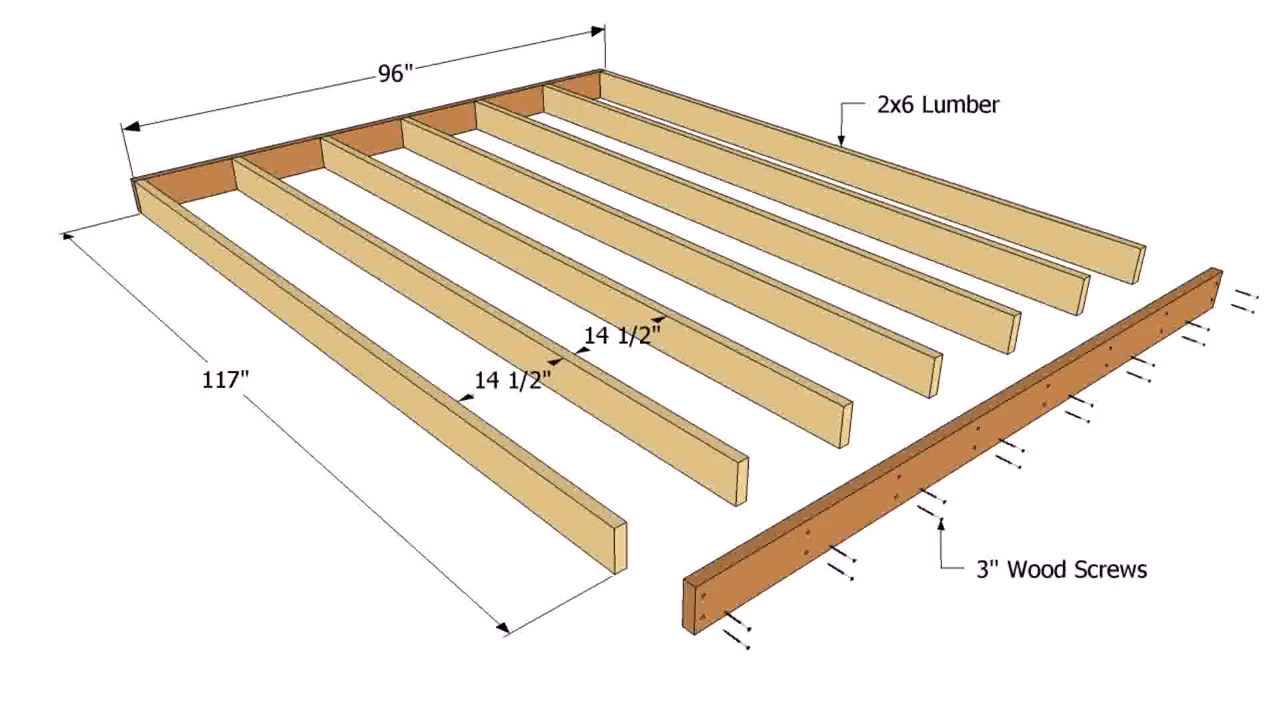 96"
2x6 Lumber
14 1/2"
14 1/2"
117"
3" Wood Screws